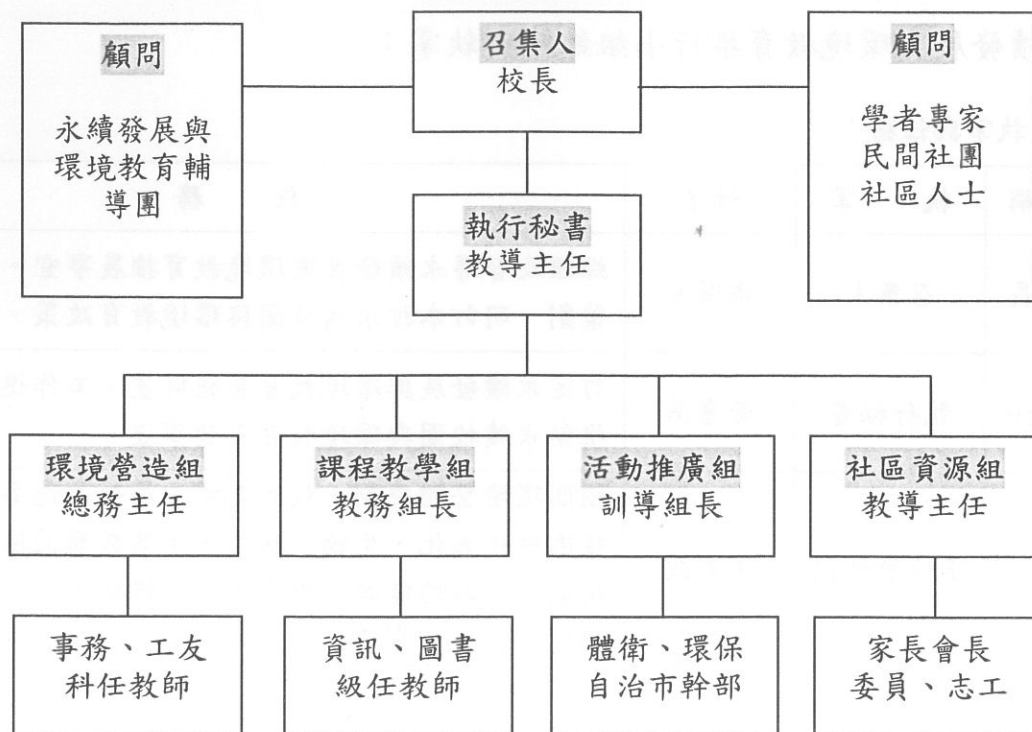 顧問
永續發展與
環境教育輔
導團
召集人
校長
顧問
學者專家
民間社團
社區人士
執行秘書
教導主任
環境營造組
總務主任
課程教學組
教務組長
活動推廣組
訓導組長
社區資源組
教導主任
事務、工友
科任教師
資訊、圖書
級任教師
體衛、環保
自治市幹部
家長會長
委員、志工